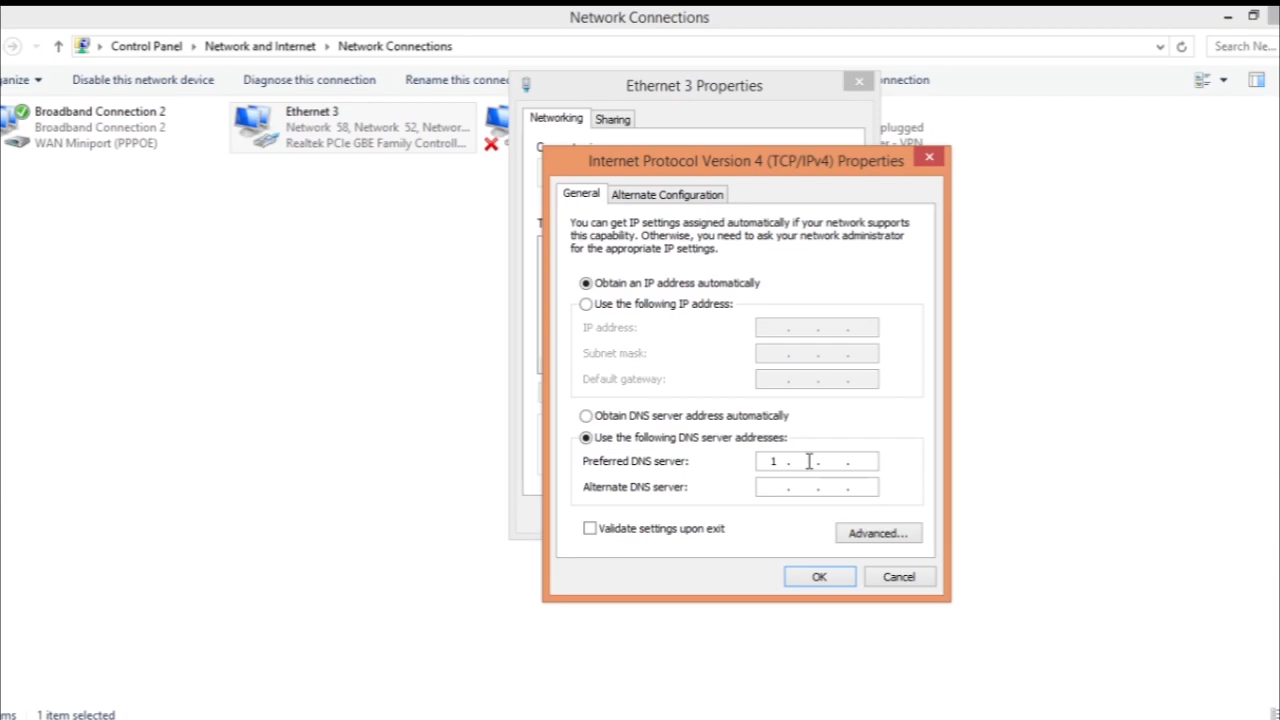 Network Connections
Control Panel Network and Internet Network Connections
Search Ne...
Disable this network device Diagnose this connection Rename this conne
nnection
Broadband Connection 2
Broadband Connection 2
WAN Miniport (PPPOE)
Ethernet 3
Network 58, Network 52, Networ...
Realtek PCIe GBE Family Controll...
plugged
Ethernet 3 Properties
Networking
Sharing
Internet Protocol Version 4 (TCP/IPv4) Properties
General
Alternate Configuration
You can get IP settings assigned automatically if your network supports
this capability. Otherwise, you need to ask your network administrator
for the appropriate IP settings.
Obtain an IP address automatically
Use the following IP address:
IP address: . . .
Subnet mask: . . .
Default gateway: . . .
Obtain DNS server address automatically
Use the following DNS server addresses:
Preferred DNS server: 1 . . .
Alternate DNS server: . . .
Validate settings upon exit
Advanced...
OK
Cancel
ms 1 item selected